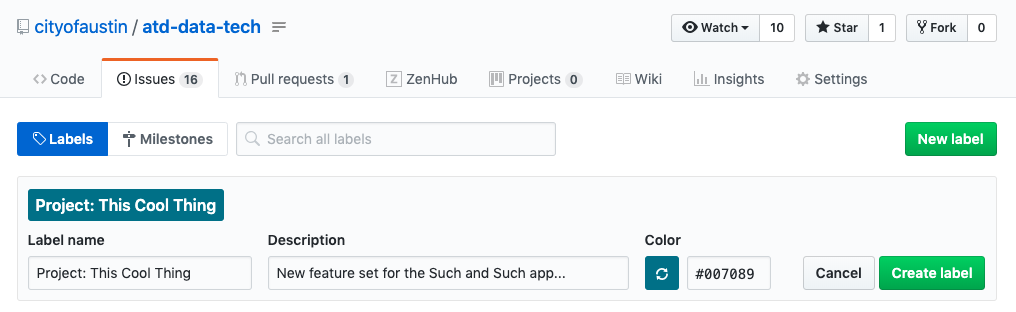 cityofaustin / atd-data-tech
Watch 10 Star 1 Fork 0
Code Issues 16 Pull requests 1 ZenHub Projects 0 Wiki Insights Settings
Labels Milestones Search all labels New label
Project: This Cool Thing
Label name Description Color
Project: This Cool Thing New feature set for the Such and Such app... #007089 Cancel Create label